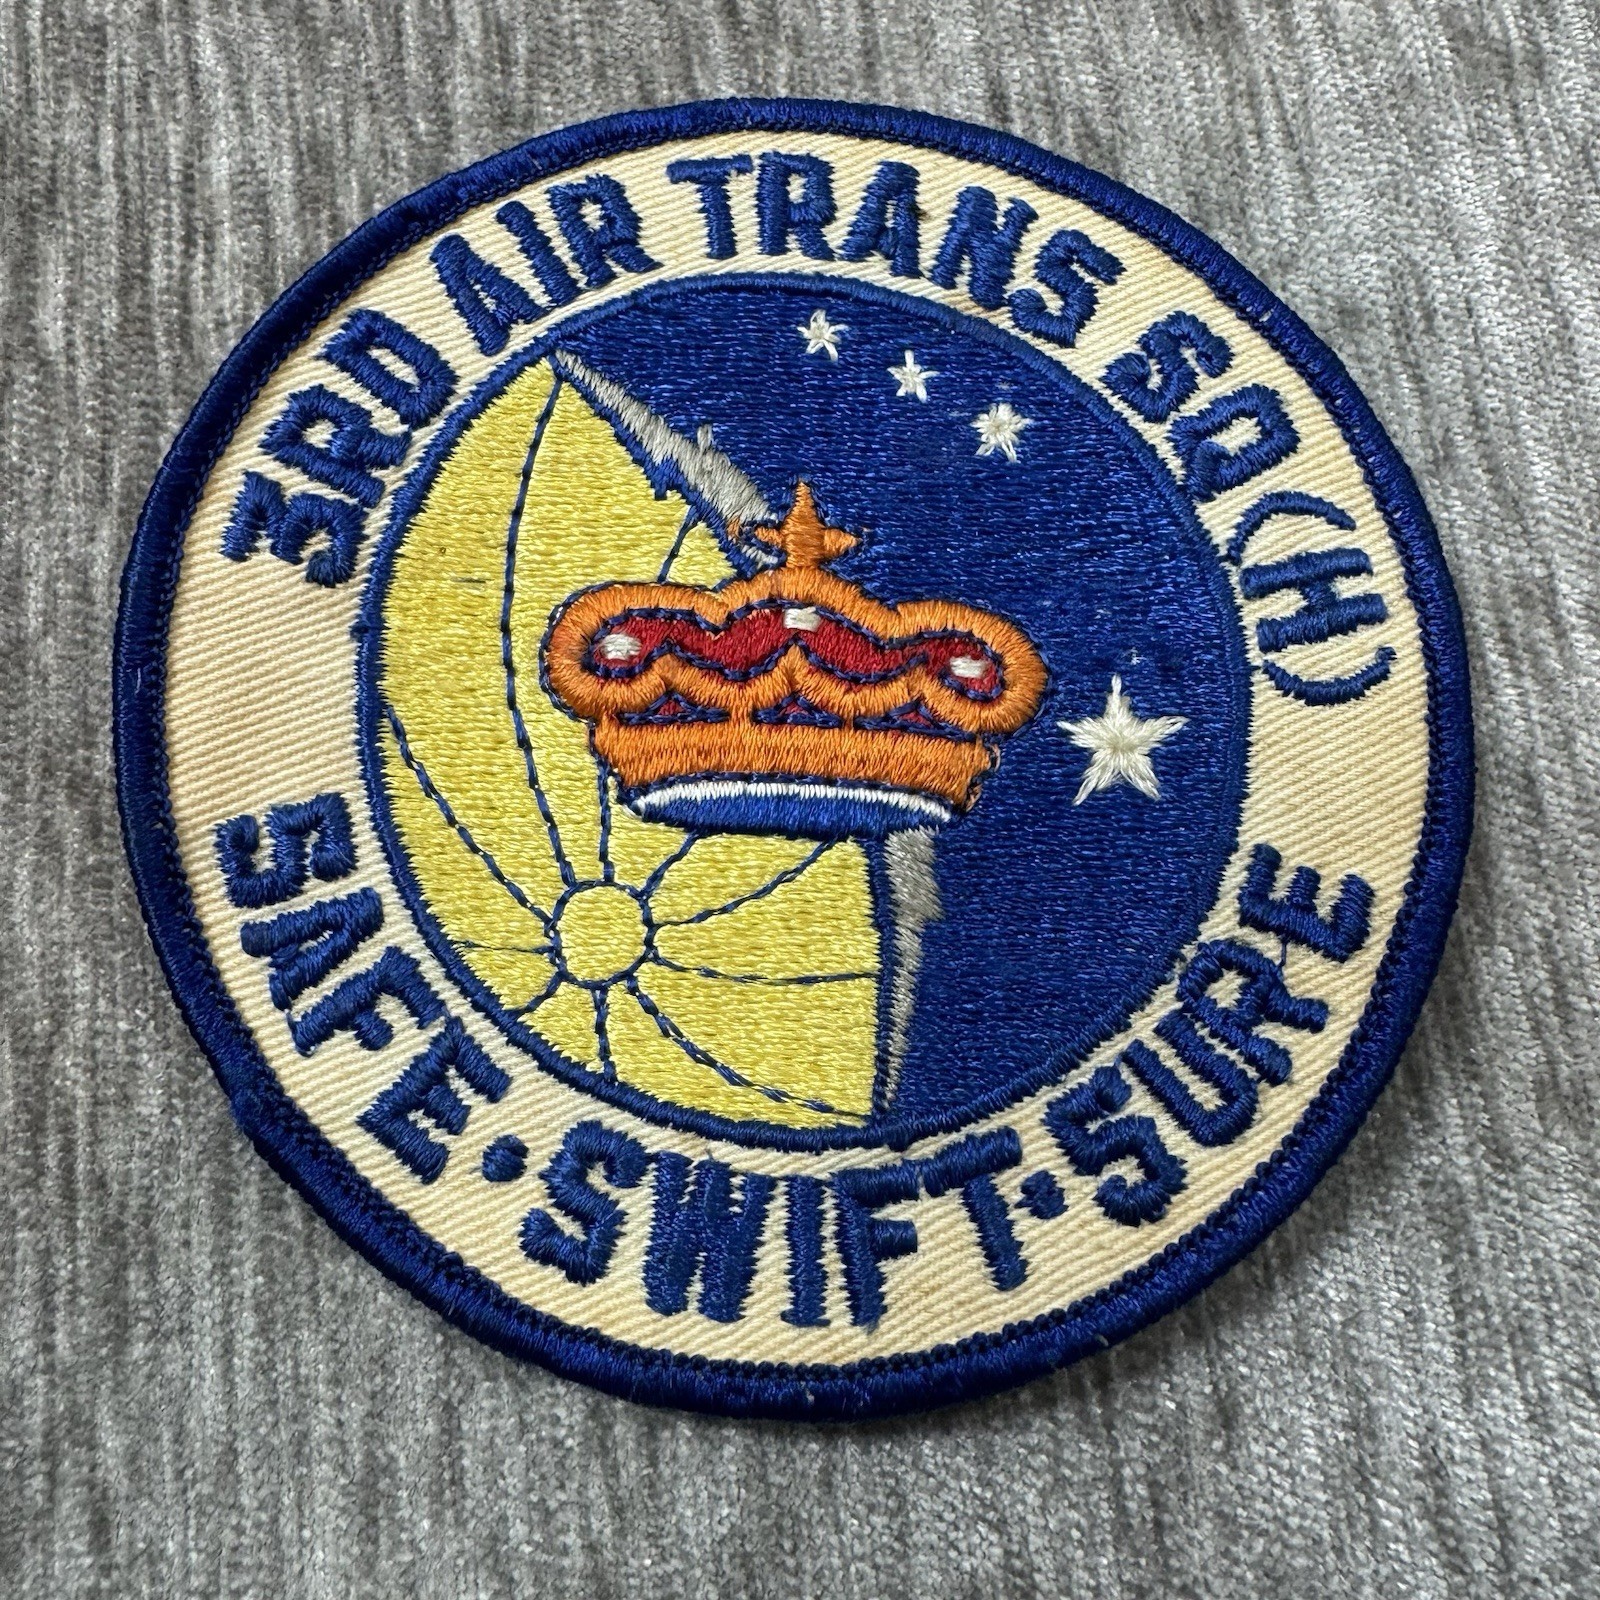 3RD AIR TRANS SQ (H)
SAFE • SWIFT • SURE